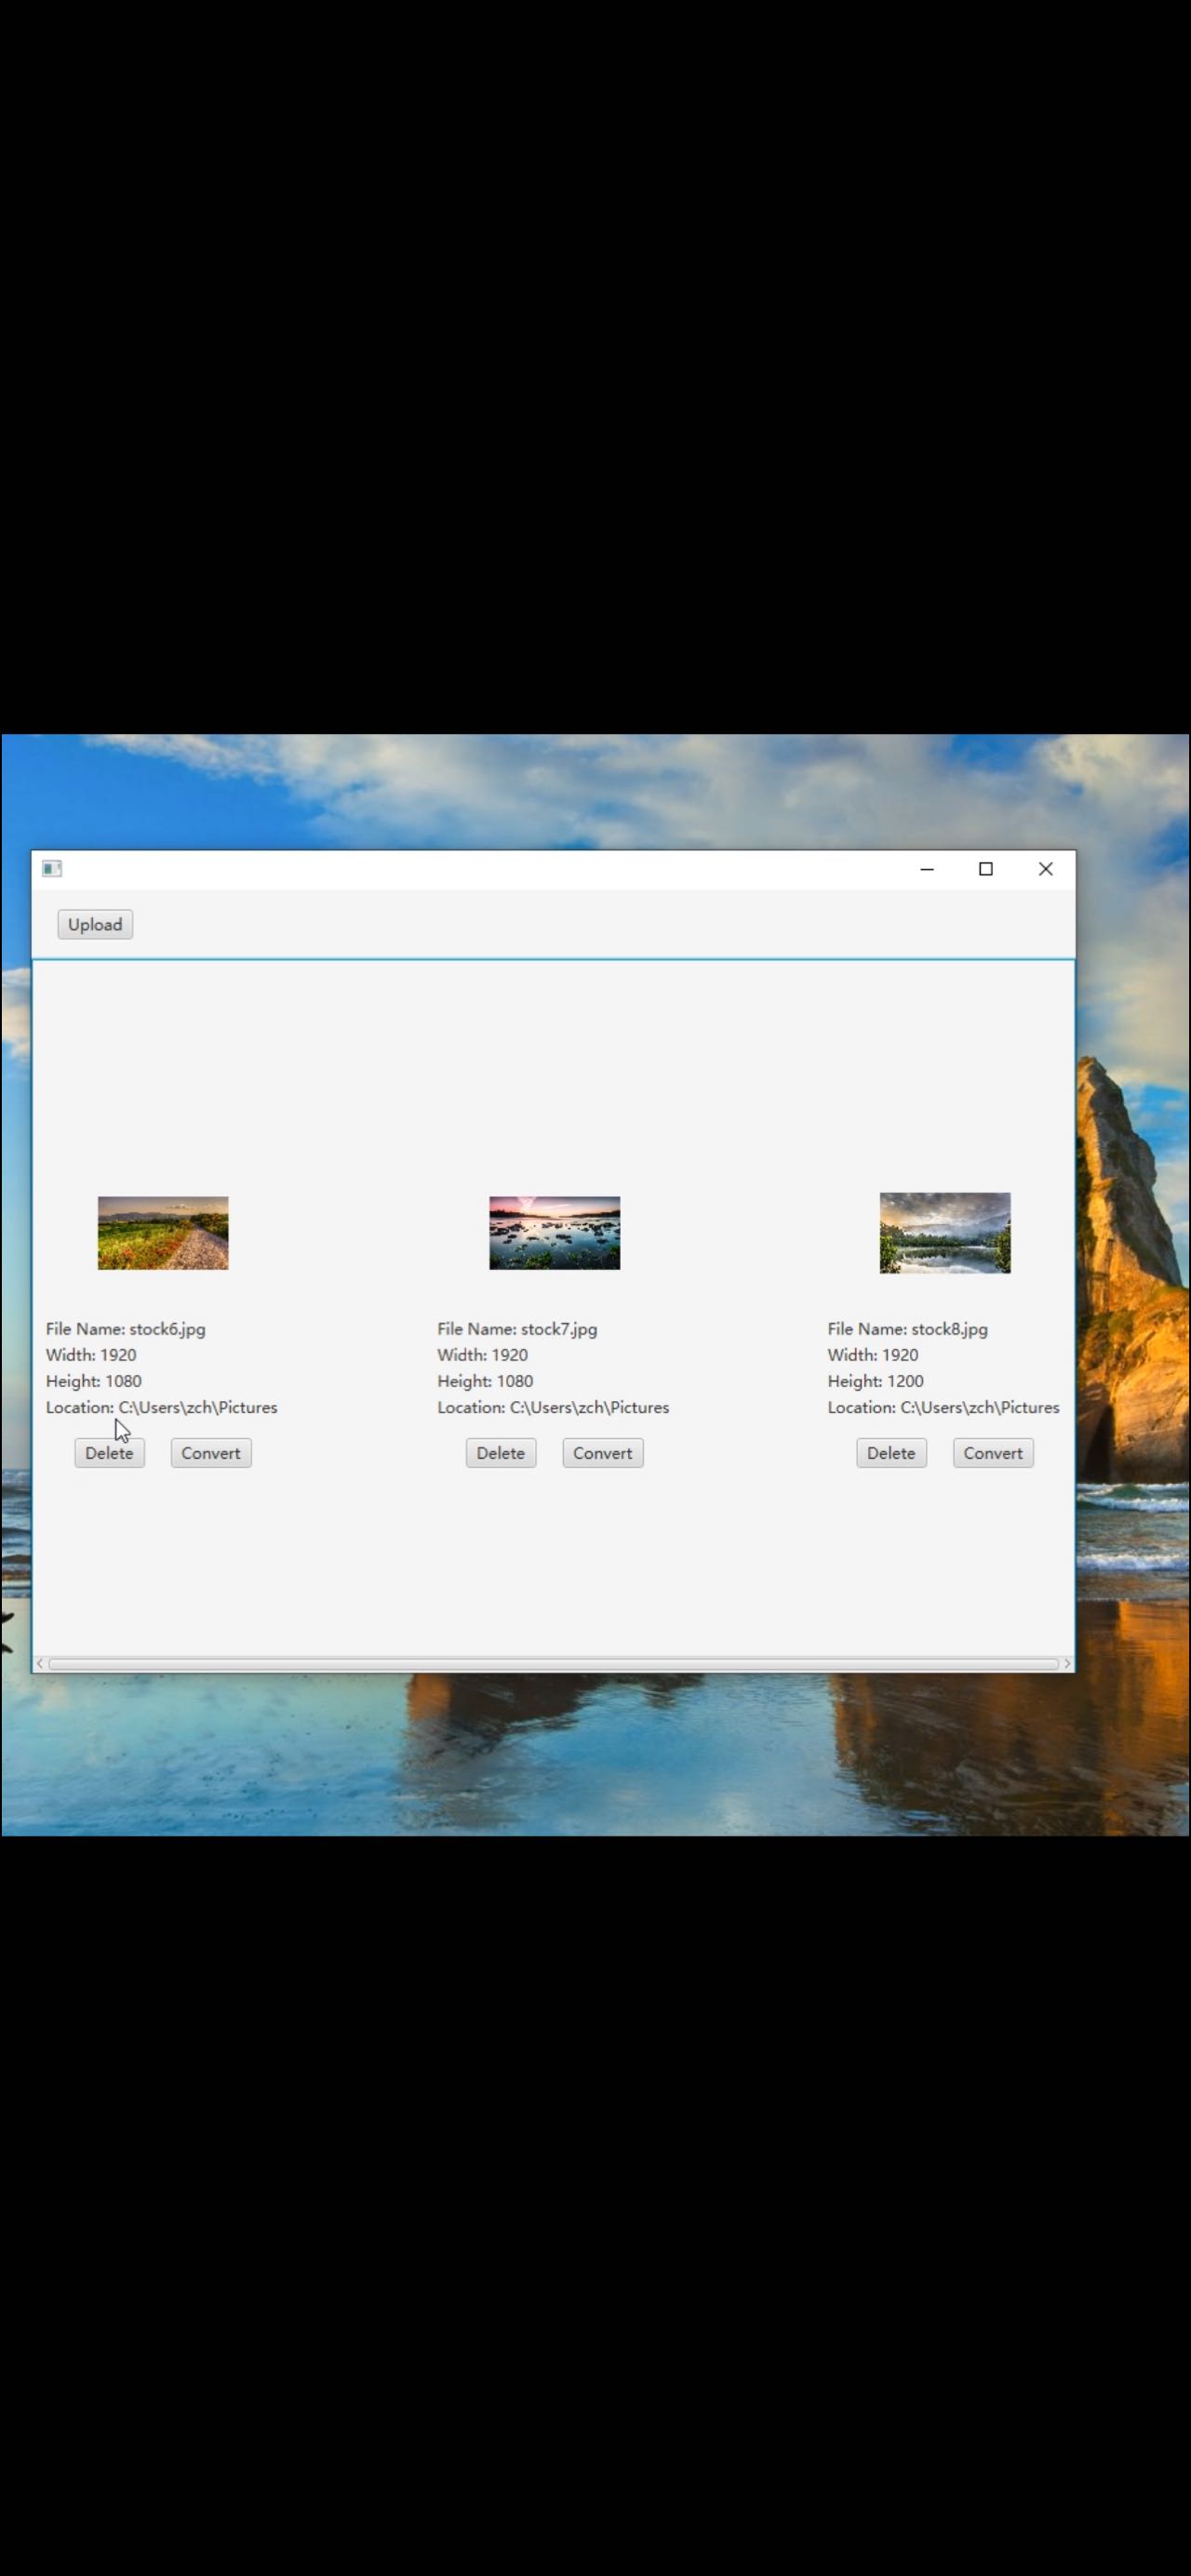 Upload
File Name: stock6.jpg
Width: 1920
Height: 1080
Location: C:\Users\zch\Pictures
Delete Convert
File Name: stock7.jpg
Width: 1920
Height: 1080
Location: C:\Users\zch\Pictures
Delete Convert
File Name: stock8.jpg
Width: 1920
Height: 1200
Location: C:\Users\zch\Pictures
Delete Convert